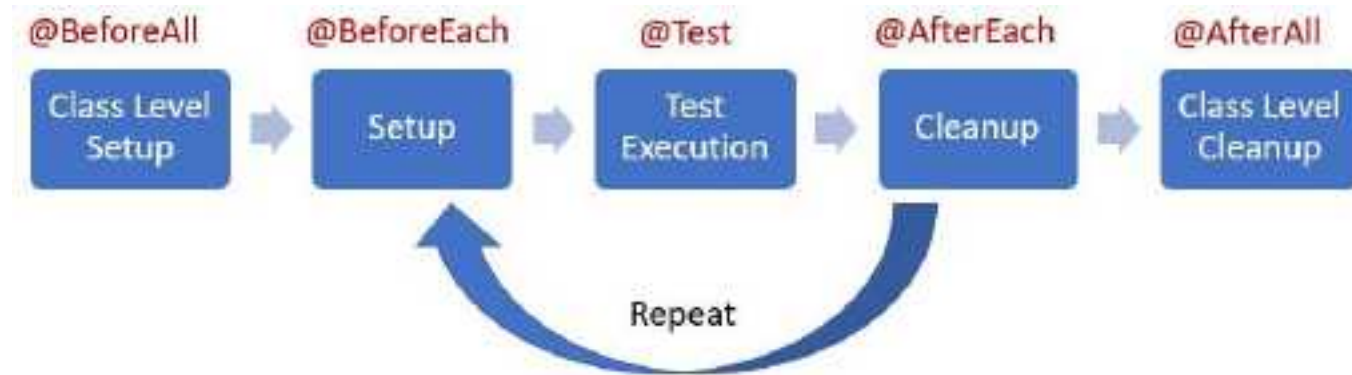 @BeforeAll
@BeforeEach
@Test
@AfterEach
@AfterAll
Class Level
Setup
Setup
Test
Execution
Cleanup
Class Level
Cleanup
Repeat